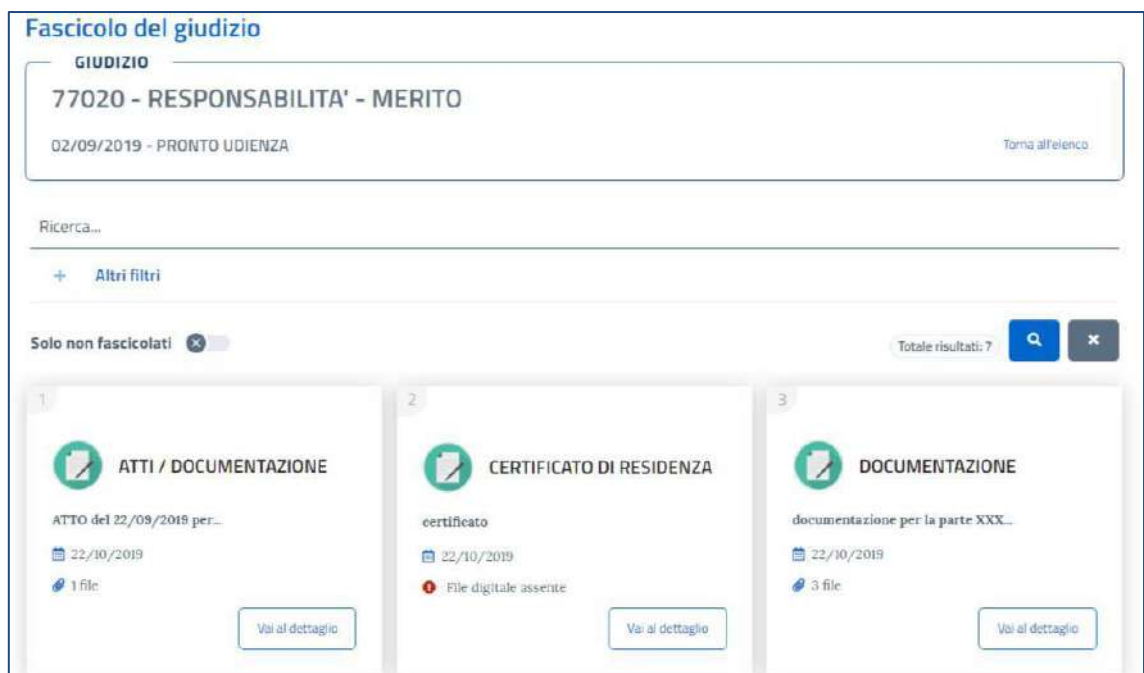 Fascicolo del giudizio
GIUDIZIO
77020 - RESPONSABILITA' - MERITO
02/09/2019 - PRONTO UDIENZA
Torna all'elenco
Ricerca...
+ Altri filtri
Solo non fascicolati
Totale risultati: 7
1
ATTI / DOCUMENTAZIONE
ATTO del 22/09/2019 per...
22/10/2019
1 file
Vai al dettaglio
2
CERTIFICATO DI RESIDENZA
certificato
22/10/2019
File digitale assente
Vai al dettaglio
3
DOCUMENTAZIONE
documentazione per la parte XXX...
22/10/2019
3 file
Vai al dettaglio